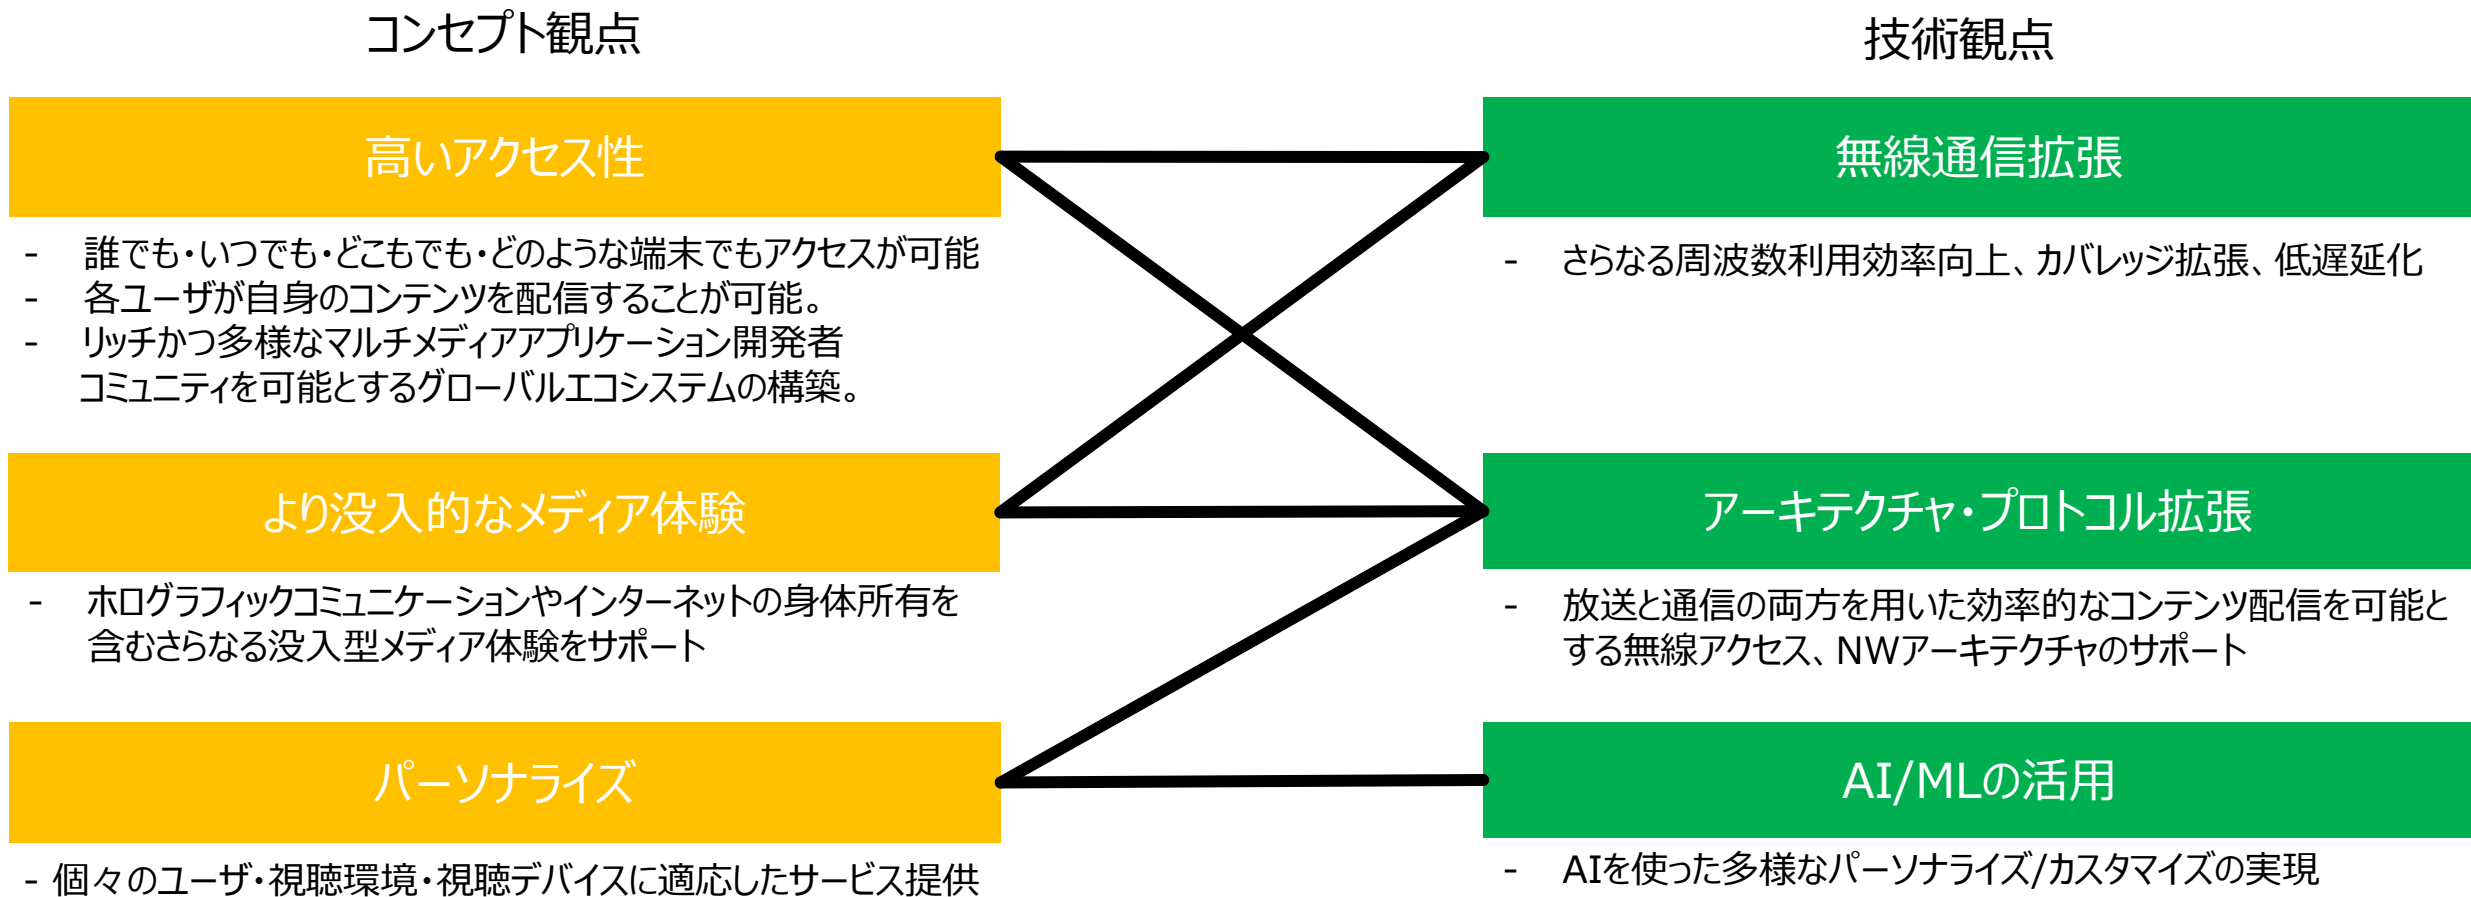 コンセプト観点
高いアクセス性
- 誰でも・いつでも・どこもでも・どのような端末でもアクセスが可能
- 各ユーザが自身のコンテンツを配信することが可能。
- リッチかつ多様なマルチメディアアプリケーション開発者
コミュニティを可能とするグローバルエコシステムの構築。
より没入的なメディア体験
- ホログラフィックコミュニケーションやインターネットの身体所有を
含むさらなる没入型メディア体験をサポート
パーソナライズ
- 個々のユーザ・視聴環境・視聴デバイスに適応したサービス提供
技術観点
無線通信拡張
- さらなる周波数利用効率向上、カバレッジ拡張、低遅延化
アーキテクチャ・プロトコル拡張
- 放送と通信の両方を用いた効率的なコンテンツ配信を可能と
する無線アクセス、NWアーキテクチャのサポート
AI/MLの活用
- AIを使った多様なパーソナライズ/カスタマイズの実現